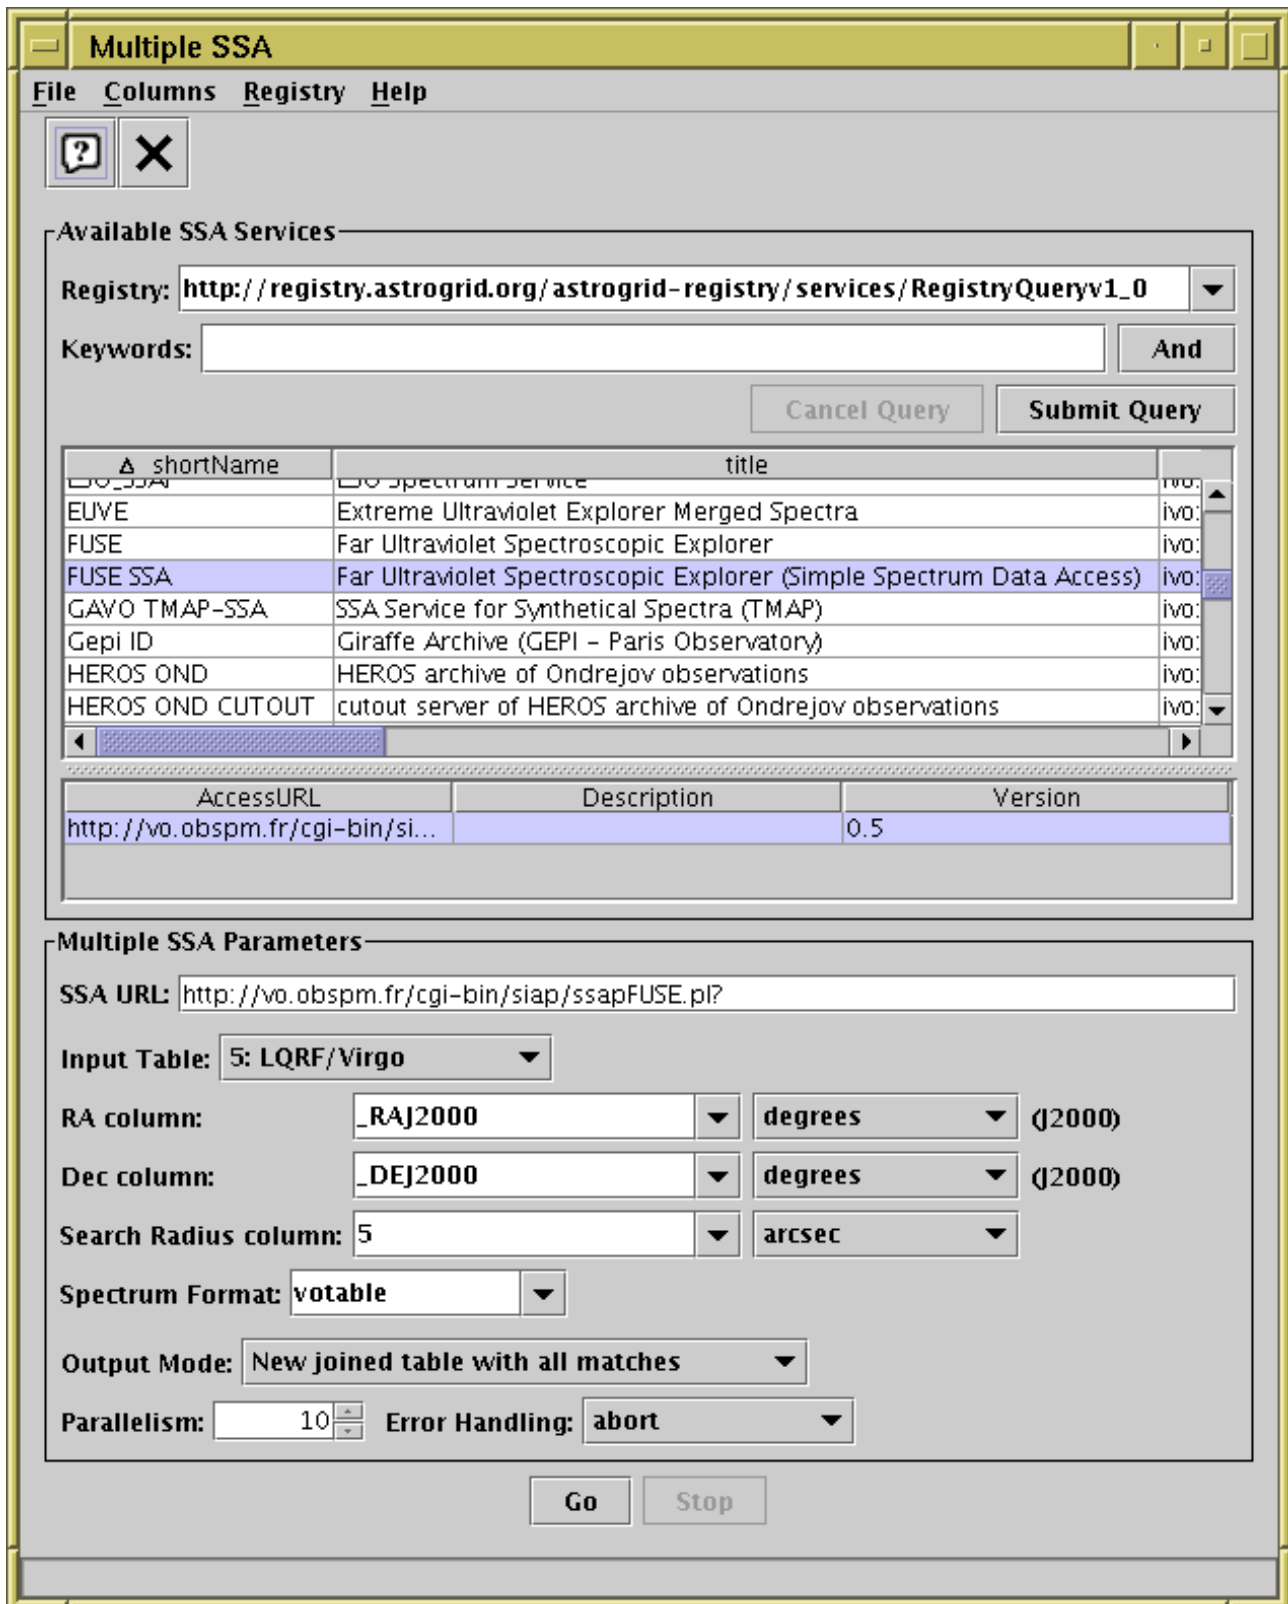 Multiple SSA
File Columns Registry Help
Available SSA Services
Registry: http://registry.astrogrid.org/astrogrid-registry/services/RegistryQueryv1_0
Keywords: And
Cancel Query Submit Query
shortName title
Spectrum Service
EUVE Extreme Ultraviolet Explorer Merged Spectra ivo:
FUSE Far Ultraviolet Spectroscopic Explorer ivo:
FUSE SSA Far Ultraviolet Spectroscopic Explorer (Simple Spectrum Data Access) ivo:
GAVO TMAP-SSA SSA Service for Synthetical Spectra (TMAP) ivo:
Gepi ID Giraffe Archive (GEPI - Paris Observatory) ivo:
HEROS OND HEROS archive of Ondrejov observations ivo:
HEROS OND CUTOUT cutout server of HEROS archive of Ondrejov observations ivo:
AccessURL Description Version
http://vo.obspm.fr/cgi-bin/si... 0.5
Multiple SSA Parameters
SSA URL: http://vo.obspm.fr/cgi-bin/siap/ssapFUSE.pl?
Input Table: 5: LQRF/Virgo
RA column: _RAJ2000 degrees (J2000)
Dec column: _DEJ2000 degrees (J2000)
Search Radius column: 5 arcsec
Spectrum Format: votable
Output Mode: New joined table with all matches
Parallelism: 10 Error Handling: abort
Go Stop